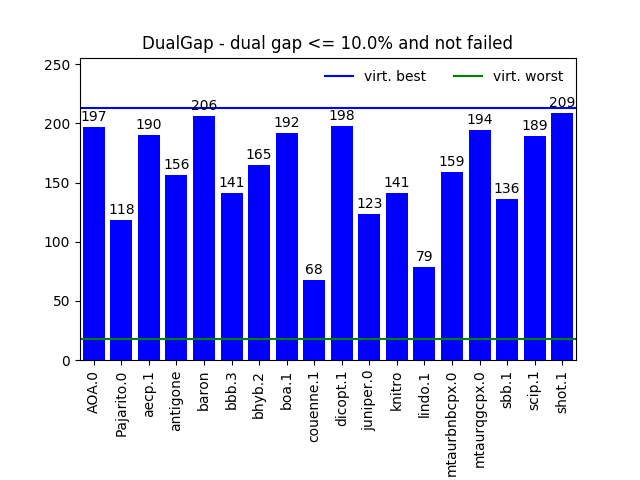 DualGap - dual gap <= 10.0% and not failed
250
200
150
100
50
0
virt. best
virt. worst
197
118
190
156
206
141
165
192
68
198
123
141
79
159
194
136
189
209
AOA.0
Pajarito.0
aecp.1
antigone
baron
bbb.3
bhyb.2
boa.1
couenne.1
dicopt.1
juniper.0
knitro
lindo.1
mtaurbnbcpx.0
mtaurqgcpx.0
sbb.1
scip.1
shot.1